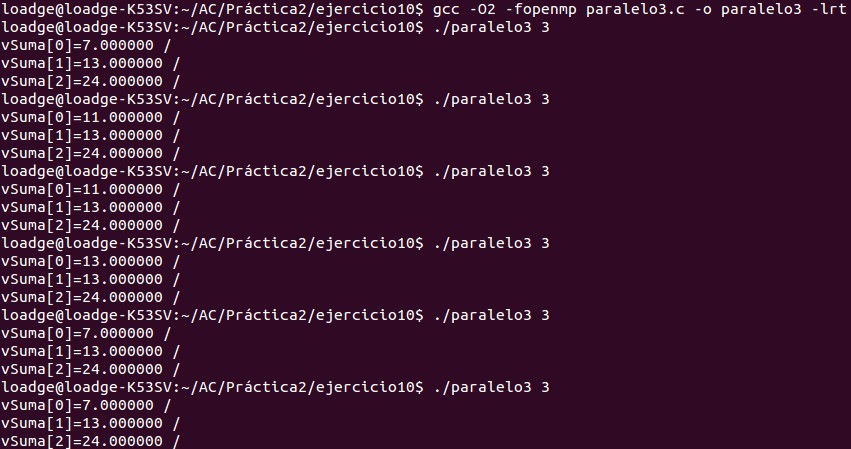 loadge@loadge-K53SV:~/AC/Práctica2/ejercicio10$ gcc -O2 -fopenmp paralelo3.c -o paralelo3 -lrt
loadge@loadge-K53SV:~/AC/Práctica2/ejercicio10$ ./paralelo3 3
vSuma[0]=7.000000 /
vSuma[1]=13.000000 /
vSuma[2]=24.000000 /
loadge@loadge-K53SV:~/AC/Práctica2/ejercicio10$ ./paralelo3 3
vSuma[0]=11.000000 /
vSuma[1]=13.000000 /
vSuma[2]=24.000000 /
loadge@loadge-K53SV:~/AC/Práctica2/ejercicio10$ ./paralelo3 3
vSuma[0]=11.000000 /
vSuma[1]=13.000000 /
vSuma[2]=24.000000 /
loadge@loadge-K53SV:~/AC/Práctica2/ejercicio10$ ./paralelo3 3
vSuma[0]=13.000000 /
vSuma[1]=13.000000 /
vSuma[2]=24.000000 /
loadge@loadge-K53SV:~/AC/Práctica2/ejercicio10$ ./paralelo3 3
vSuma[0]=7.000000 /
vSuma[1]=13.000000 /
vSuma[2]=24.000000 /
loadge@loadge-K53SV:~/AC/Práctica2/ejercicio10$ ./paralelo3 3
vSuma[0]=7.000000 /
vSuma[1]=13.000000 /
vSuma[2]=24.000000 /